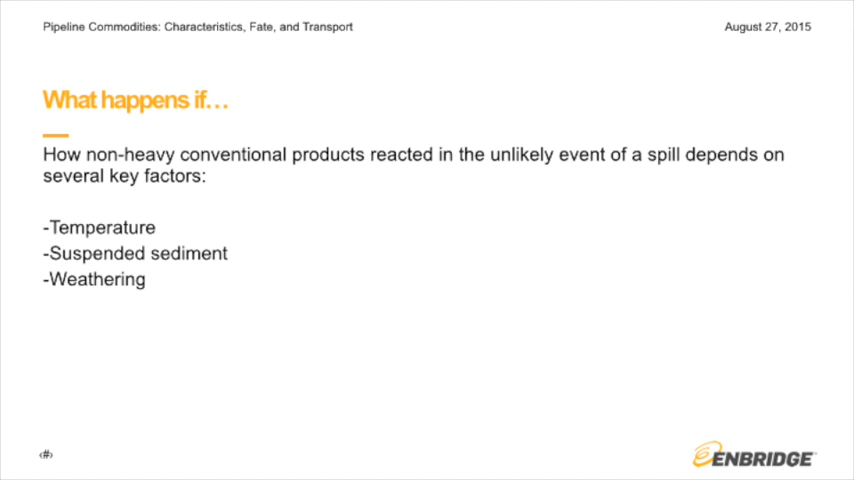 Pipeline Commodities: Characteristics, Fate, and Transport August 27, 2015
What happens if…
How non-heavy conventional products reacted in the unlikely event of a spill depends on
several key factors:
-Temperature
-Suspended sediment
-Weathering
‹#›
ENBRIDGE™